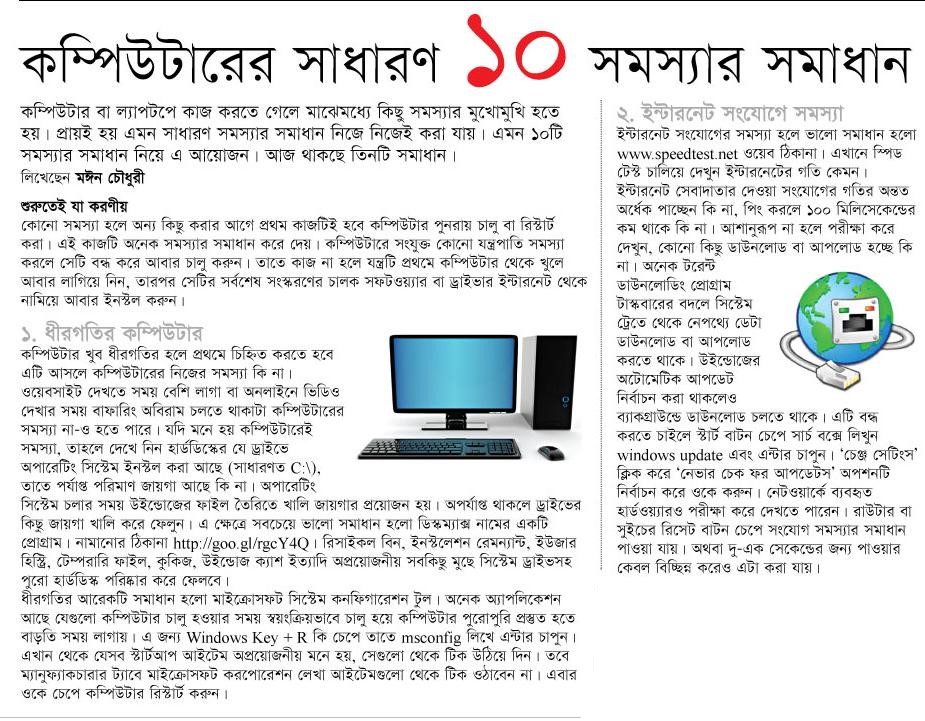 কম্পিউটারের সাধারণ ১০ সমস্যার সমাধান
কম্পিউটার বা ল্যাপটপে কাজ করতে গেলে মাঝেমধ্যে কিছু সমস্যার মুখোমুখি হতে
হয়। প্রায়ই হয় এমন সাধারণ সমস্যার সমাধান নিজে নিজেই করা যায়। এমন ১০টি
সমস্যার সমাধান নিয়ে এ আয়োজন। আজ থাকছে তিনটি সমাধান।
লিখেছেন মঈন চৌধুরী
শুরুতেই যা করণীয়
কোনো সমস্যা হলে অন্য কিছু করার আগে প্রথম কাজটিই হবে কম্পিউটার পুনরায় চালু বা রিস্টার্ট
করা। এই কাজটি অনেক সমস্যার সমাধান করে দেয়। কম্পিউটারে সংযুক্ত কোনো যন্ত্রপাতি সমস্যা
করলে সেটি বন্ধ করে আবার চালু করুন। তাতে কাজ না হলে যন্ত্রটি প্রথমে কম্পিউটার থেকে খুলে
আবার লাগিয়ে নিন, তারপর সেটির সর্বশেষ সংস্করণের চালক সফটওয়্যার বা ড্রাইভার ইন্টারনেট থেকে
নামিয়ে আবার ইনস্টল করুন।
১. ধীরগতির কম্পিউটার
কম্পিউটার খুব ধীরগতির হলে প্রথমে চিহ্নিত করতে হবে
এটি আসলে কম্পিউটারের নিজের সমস্যা কি না।
ওয়েবসাইট দেখতে সময় বেশি লাগা বা অনলাইনে ভিডিও
দেখার সময় বাফারিং অবিরাম চলতে থাকাটা কম্পিউটারের
সমস্যা না-ও হতে পারে। যদি মনে হয় কম্পিউটারেই
সমস্যা, তাহলে দেখে নিন হার্ডডিস্কের যে ড্রাইভে
অপারেটিং সিস্টেম ইনস্টল করা আছে (সাধারণত C:\),
তাতে পর্যাপ্ত পরিমাণ জায়গা আছে কি না। অপারেটিং
সিস্টেম চলার সময় উইন্ডোজের ফাইল তৈরিতে খালি জায়গার প্রয়োজন হয়। অপর্যাপ্ত থাকলে ড্রাইভের
কিছু জায়গা খালি করে ফেলুন। এ ক্ষেত্রে সবচেয়ে ভালো সমাধান হলো ডিস্কম্যাক্স নামের একটি
প্রোগ্রাম। নামানোর ঠিকানা http://goo.gl/rgcY4Q। রিসাইকল বিন, ইনস্টলেশন রেমন্যান্ট, ইউজার
হিস্ট্রি, টেম্পরারি ফাইল, কুকিজ, উইন্ডোজ ক্যাশ ইত্যাদি অপ্রয়োজনীয় সবকিছু মুছে সিস্টেম ড্রাইভসহ
পুরো হার্ডডিস্ক পরিষ্কার করে ফেলবে।
ধীরগতির আরেকটি সমাধান হলো মাইক্রোসফট সিস্টেম কনফিগারেশন টুল। অনেক অ্যাপলিকেশন
আছে যেগুলো কম্পিউটার চালু হওয়ার সময় স্বয়ংক্রিয়ভাবে চালু হয়ে কম্পিউটার পুরোপুরি প্রস্তুত হতে
বাড়তি সময় লাগায়। এ জন্য Windows Key + R কি চেপে তাতে msconfig লিখে এন্টার চাপুন।
এখান থেকে যেসব স্টার্টআপ আইটেম অপ্রয়োজনীয় মনে হয়, সেগুলো থেকে টিক উঠিয়ে দিন। তবে
ম্যানুফ্যাকচারার ট্যাবে মাইক্রোসফট করপোরেশন লেখা আইটেমগুলো থেকে টিক ওঠাবেন না। এবার
ওকে চেপে কম্পিউটার রিস্টার্ট করুন।
২. ইন্টারনেট সংযোগে সমস্যা
ইন্টারনেট সংযোগের সমস্যা হলে ভালো সমাধান হলো
www.speedtest.net ওয়েব ঠিকানা। এখানে স্পিড
টেস্ট চালিয়ে দেখুন ইন্টারনেটের গতি কেমন।
ইন্টারনেট সেবাদাতার দেওয়া সংযোগের গতির অন্তত
অর্ধেক পাচ্ছেন কি না, পিং করলে ১০০ মিলিসেকেন্ডের
কম থাকে কি না। আশানুরূপ না হলে পরীক্ষা করে
দেখুন, কোনো কিছু ডাউনলোড বা আপলোড হচ্ছে কি
না। অনেক টরেন্ট
ডাউনলোডিং প্রোগ্রাম
টাস্কবারের বদলে সিস্টেম
ট্রেতে থেকে নেপথ্যে ডেটা
ডাউনলোড বা আপলোড
করতে থাকে। উইন্ডোজের
অটোমেটিক আপডেট
নির্বাচন করা থাকলেও
ব্যাকগ্রাউন্ডে ডাউনলোড চলতে থাকে। এটি বন্ধ
করতে চাইলে স্টার্ট বাটন চেপে সার্চ বক্সে লিখুন
windows update এবং এন্টার চাপুন। ‘চেঞ্জ সেটিংস’
ক্লিক করে ‘নেভার চেক ফর আপডেটস’ অপশনটি
নির্বাচন করে ওকে করুন। নেটওয়ার্কে ব্যবহৃত
হার্ডওয়্যারও পরীক্ষা করে দেখতে পারেন। রাউটার বা
সুইচের রিসেট বাটন চেপে সংযোগ সমস্যার সমাধান
পাওয়া যায়। অথবা দু-এক সেকেন্ডের জন্য পাওয়ার
কেবল বিচ্ছিন্ন করেও এটা করা যায়।